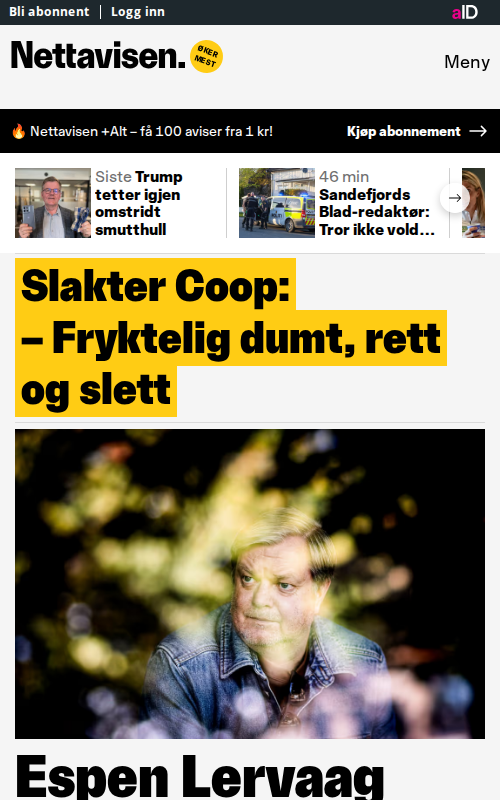 Bli abonnent
Logg inn
aID
Nettavisen.
ØKER
MEST
Meny
🔥 Nettavisen +Alt – få 100 aviser fra 1 kr!
Kjøp abonnement
Siste Trump
tetter igjen
omstridt
smutthull
46 min
Sandefjords
Blad-redaktør:
Tror ikke vold...
Slakter Coop:
– Fryktelig dumt, rett
og slett
Espen Lervaag